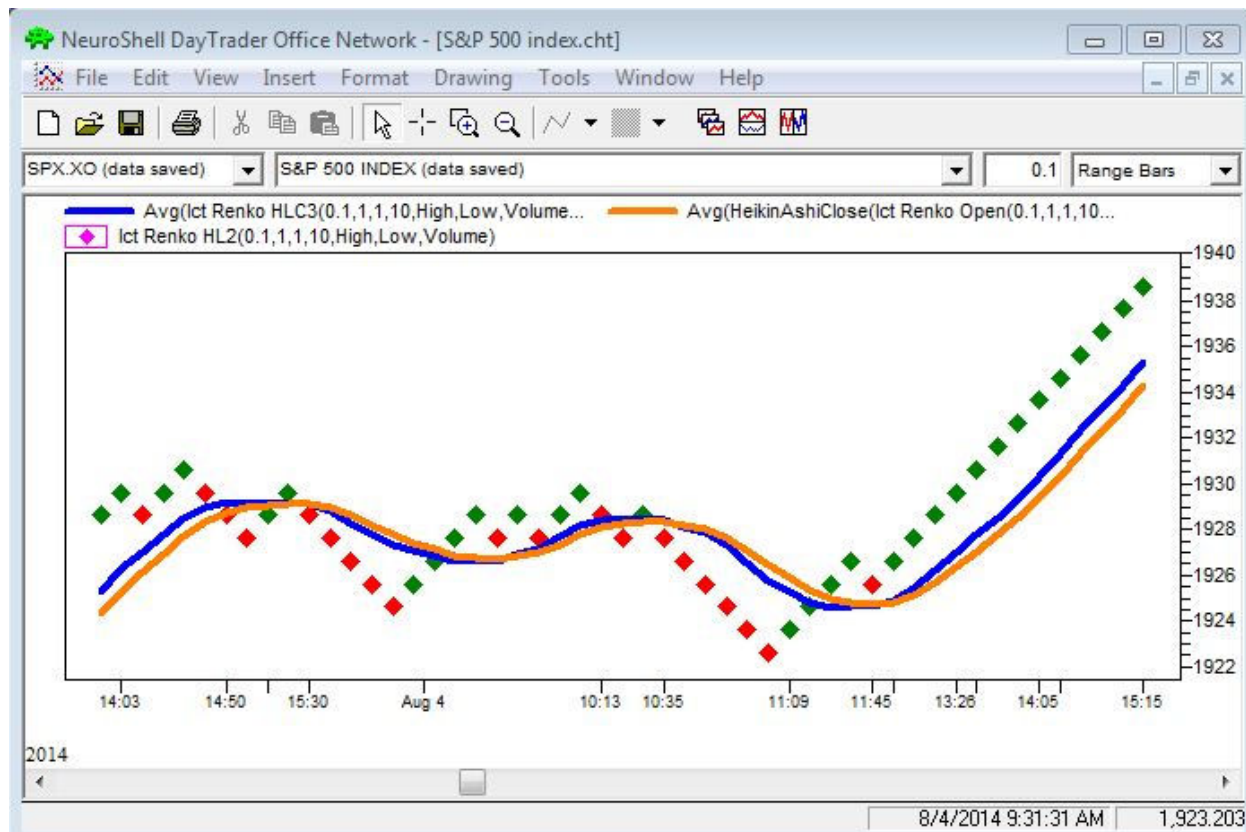 NeuroShell DayTrader Office Network - [S&P 500 index.cht]
File Edit View Insert Format Drawing Tools Window Help
SPX.XO (data saved) S&P 500 INDEX (data saved) 0.1 Range Bars
Avg(Ict Renko HLC3(0.1,1,1,10,High,Low,Volume... Avg(HeikinAshiClose(Ict Renko Open(0.1,1,1,10...
Ict Renko HL2(0.1,1,1,10,High,Low,Volume)
1940
1938
1936
1934
1932
1930
1928
1926
1924
1922
14:03 14:50 15:30 Aug 4 10:13 10:35 11:09 11:45 13:26 14:05 15:15
2014
8/4/2014 9:31:31 AM 1,923.203